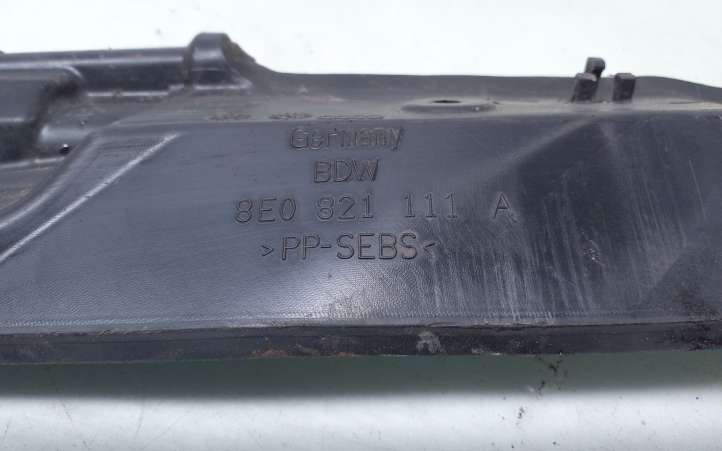 Germany
BDW
8E0 821 111 A
>PP-SEBS<